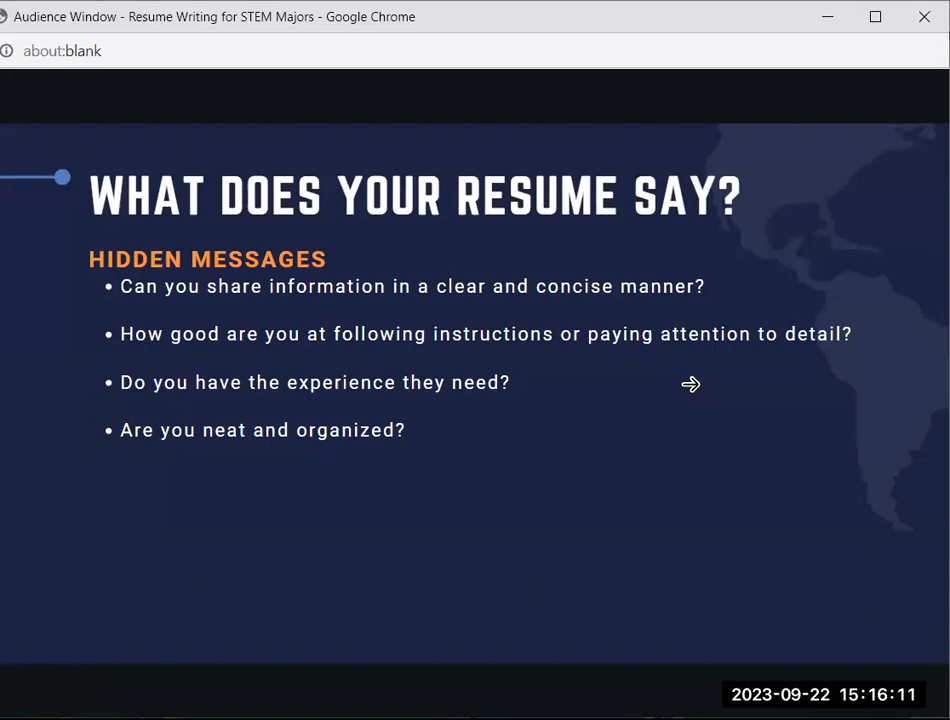 Audience Window - Resume Writing for STEM Majors - Google Chrome
about:blank
WHAT DOES YOUR RESUME SAY?
HIDDEN MESSAGES
• Can you share information in a clear and concise manner?
• How good are you at following instructions or paying attention to detail?
• Do you have the experience they need?
• Are you neat and organized?
2023-09-22 15:16:11